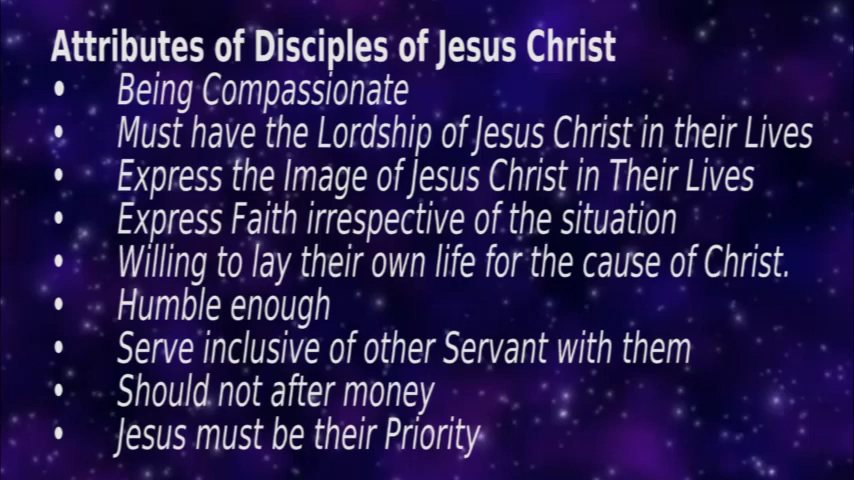 Attributes of Disciples of Jesus Christ
• Being Compassionate
• Must have the Lordship of Jesus Christ in their Lives
• Express the Image of Jesus Christ in Their Lives
• Express Faith irrespective of the situation
• Willing to lay their own life for the cause of Christ.
• Humble enough
• Serve inclusive of other Servant with them
• Should not after money
• Jesus must be their Priority